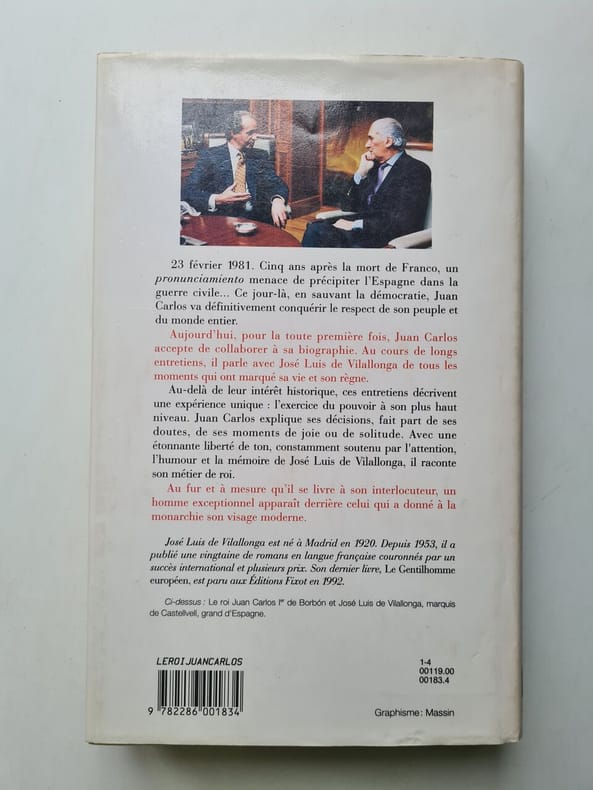 23 février 1981. Cinq ans après la mort de Franco, un
pronunciamiento menace de précipiter l'Espagne dans la
guerre civile... Ce jour-là, en sauvant la démocratie, Juan
Carlos va définitivement conquérir le respect de son peuple et
du monde entier.
Aujourd'hui, pour la toute première fois, Juan Carlos
accepte de collaborer à sa biographie. Au cours de longs
entretiens, il parle avec José Luis de Vilallonga de tous les
moments qui ont marqué sa vie et son règne.
Au-delà de leur intérêt historique, ces entretiens décrivent
une expérience unique : l'exercice du pouvoir à son plus haut
niveau. Juan Carlos explique ses décisions, fait part de ses
doutes, de ses moments de joie ou de solitude. Avec une
étonnante liberté de ton, constamment soutenu par l'attention,
l'humour et la mémoire de José Luis de Vilallonga, il raconte
son métier de roi.
Au fur et à mesure qu'il se livre à son interlocuteur, un
homme exceptionnel apparaît derrière celui qui a donné à la
monarchie son visage moderne.
José Luis de Vilallonga est né à Madrid en 1920. Depuis 1953, il a
publié une vingtaine de romans en langue française couronnés par un
succès international et plusieurs prix. Son dernier livre, Le Gentilhomme
européen, est paru aux Éditions Fixot en 1992.
Ci-dessus : Le roi Juan Carlos Ier de Borbón et José Luis de Vilallonga, marquis
de Castellvell, grand d'Espagne.
LEROIJUANCARLOS
1-4
00119.00
00183.4
9 782286 001834
Graphisme : Massin